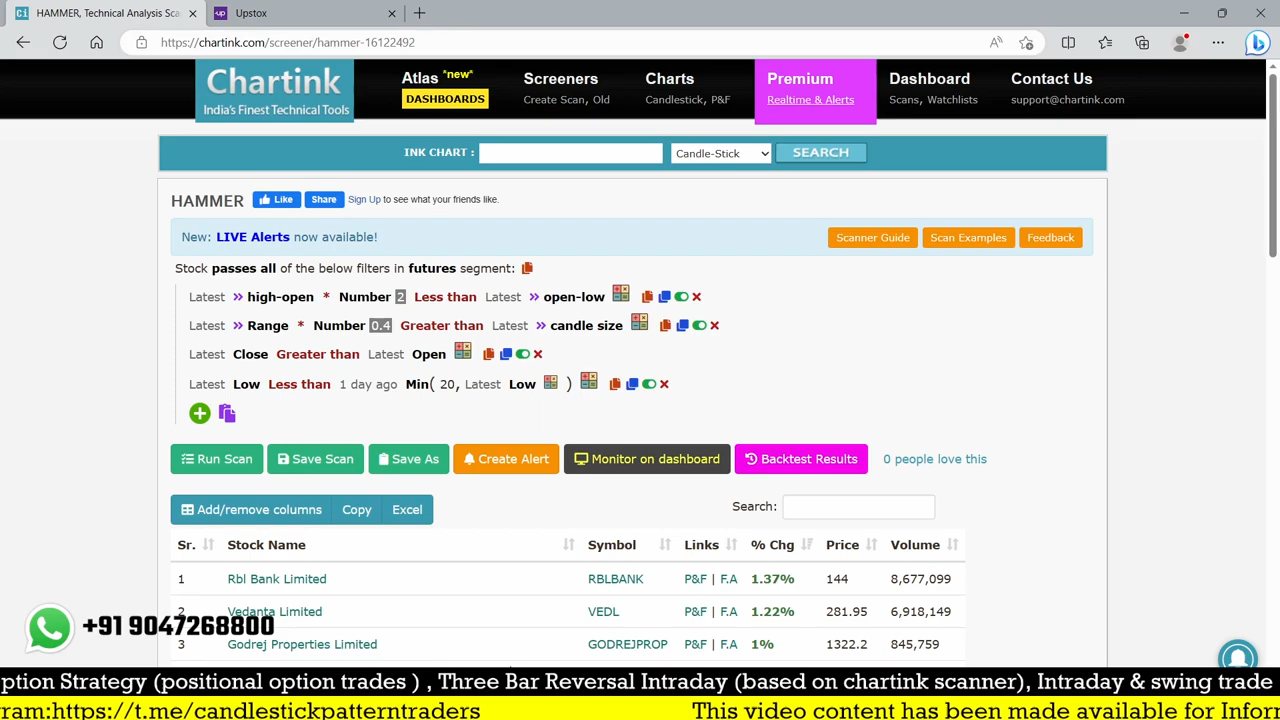 Ci HAMMER, Technical Analysis Sca
up Upstox
https://chartink.com/screener/hammer-16122492
Chartink
India's Finest Technical Tools
Atlas *new*
DASHBOARDS
Screeners
Create Scan, Old
Charts
Candlestick, P&F
Premium
Realtime & Alerts
Dashboard
Scans, Watchlists
Contact Us
support@chartink.com
INK CHART : Candle-Stick SEARCH
HAMMER Like Share Sign Up to see what your friends like.
New: LIVE Alerts now available! Scanner Guide Scan Examples Feedback
Stock passes all of the below filters in futures segment:
Latest high-open * Number 2 Less than Latest open-low
Latest Range * Number 0.4 Greater than Latest candle size
Latest Close Greater than Latest Open
Latest Low Less than 1 day ago Min( 20, Latest Low )
Run Scan Save Scan Save As Create Alert Monitor on dashboard Backtest Results 0 people love this
Add/remove columns Copy Excel Search:
Sr. Stock Name Symbol Links % Chg Price Volume
1 Rbl Bank Limited RBLBANK P&F | F.A 1.37% 144 8,677,099
2 Vedanta Limited VEDL P&F | F.A 1.22% 281.95 6,918,149
+91 9047268800
3 Godrej Properties Limited GODREJPROP P&F | F.A 1% 1322.2 845,759
ption Strategy (positional option trades ) , Three Bar Reversal Intraday (based on chartink scanner), Intraday & swing trade
ram:https://t.me/candlestickpatterntraders This video content has been made available for Infor